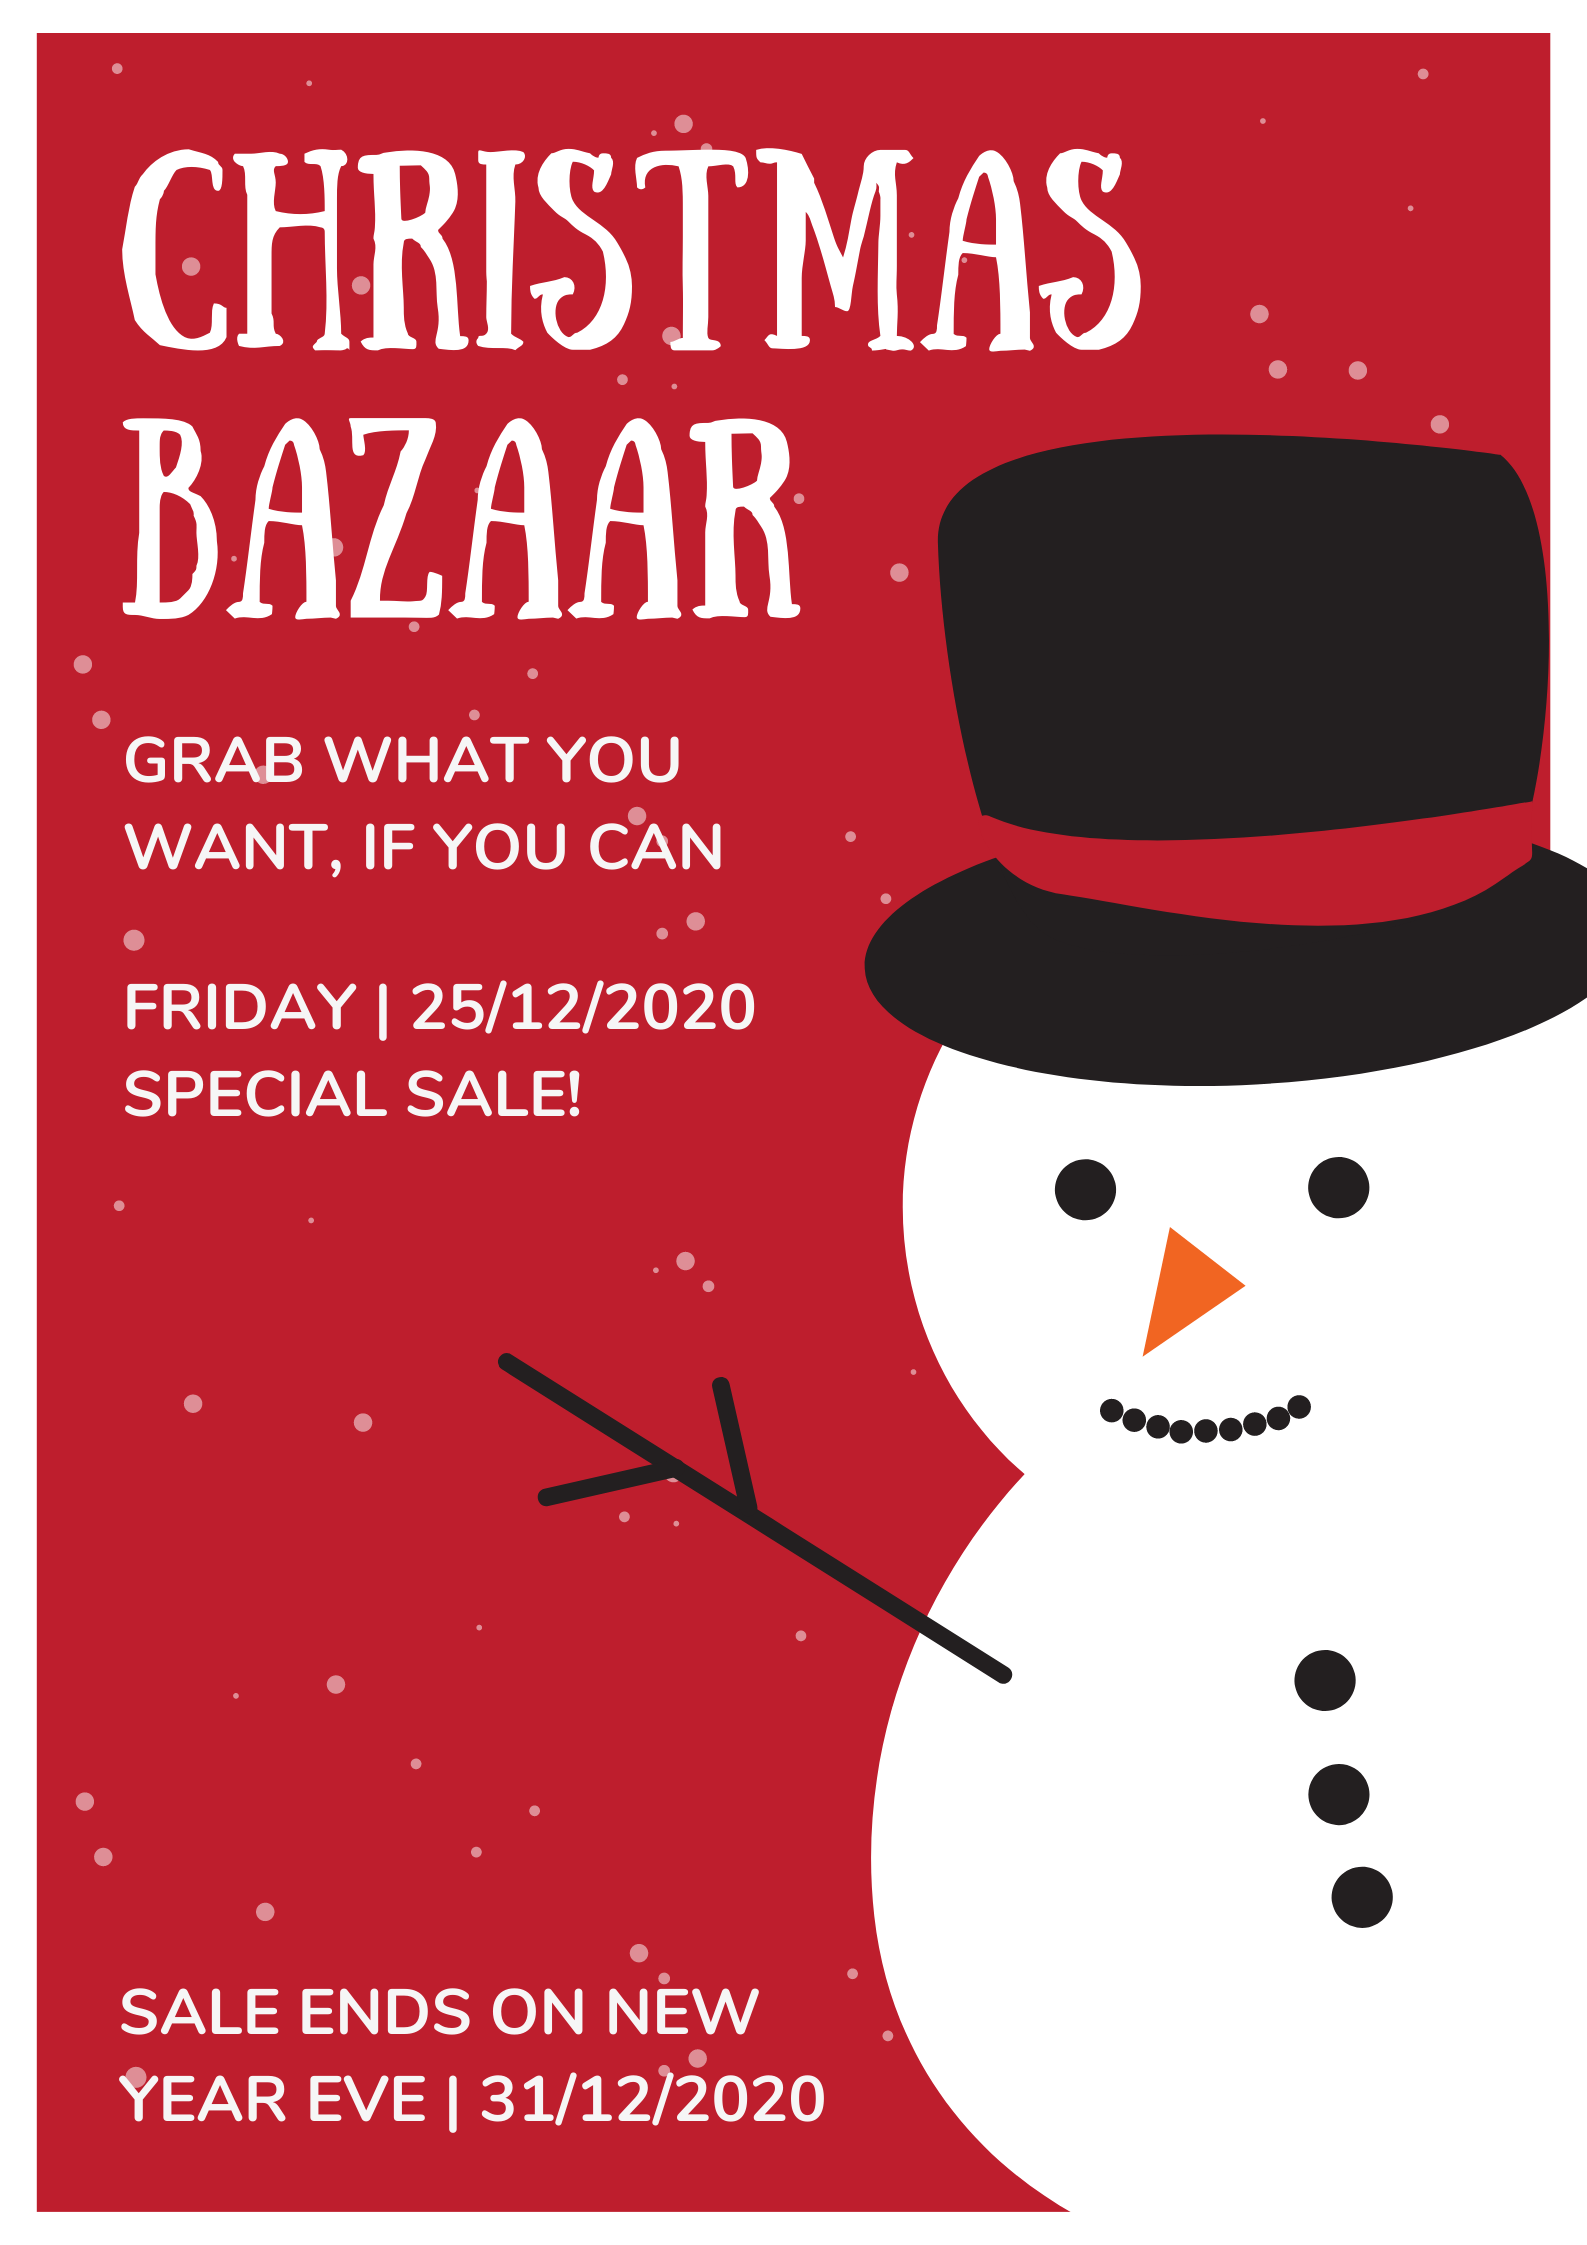 CHRISTMAS
BAZAAR
GRAB WHAT YOU
WANT, IF YOU CAN
FRIDAY | 25/12/2020
SPECIAL SALE!
SALE ENDS ON NEW
YEAR EVE | 31/12/2020